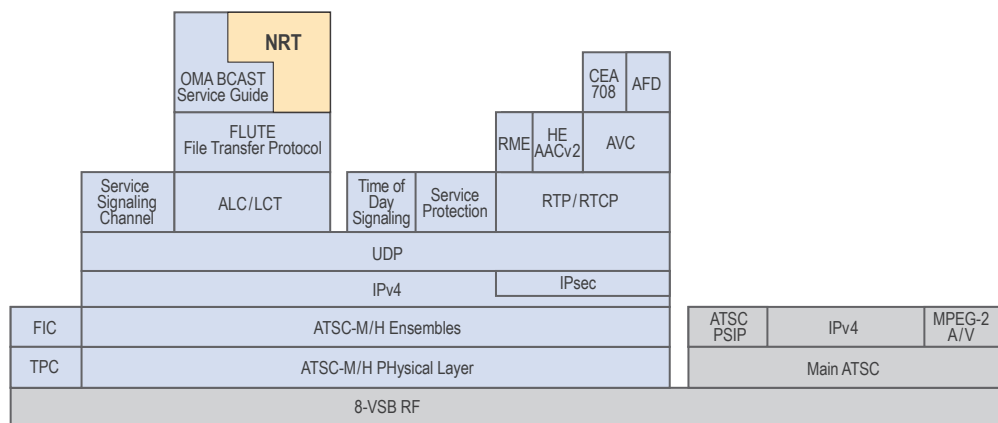 NRT
OMA BCAST
Service Guide
CEA
708
AFD
FLUTE
File Transfer Protocol
RME
HE
AACv2
AVC
Service
Signaling
Channel
ALC/LCT
Time of
Day
Signaling
Service
Protection
RTP/RTCP
UDP
IPv4
IPsec
FIC
ATSC-M/H Ensembles
ATSC
PSIP
IPv4
MPEG-2
A/V
TPC
ATSC-M/H PHysical Layer
Main ATSC
8-VSB RF